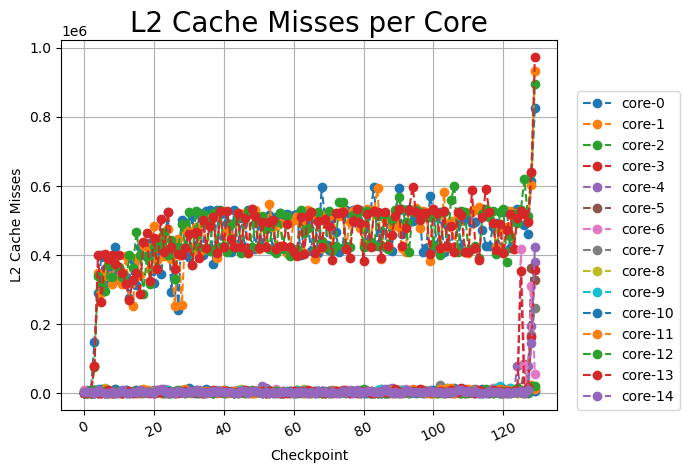 L2 Cache Misses per Core
1e6
1.0
0.8
0.6
0.4
0.2
0.0
L2 Cache Misses
0
20
40
60
80
100
120
Checkpoint
core-0
core-1
core-2
core-3
core-4
core-5
core-6
core-7
core-8
core-9
core-10
core-11
core-12
core-13
core-14